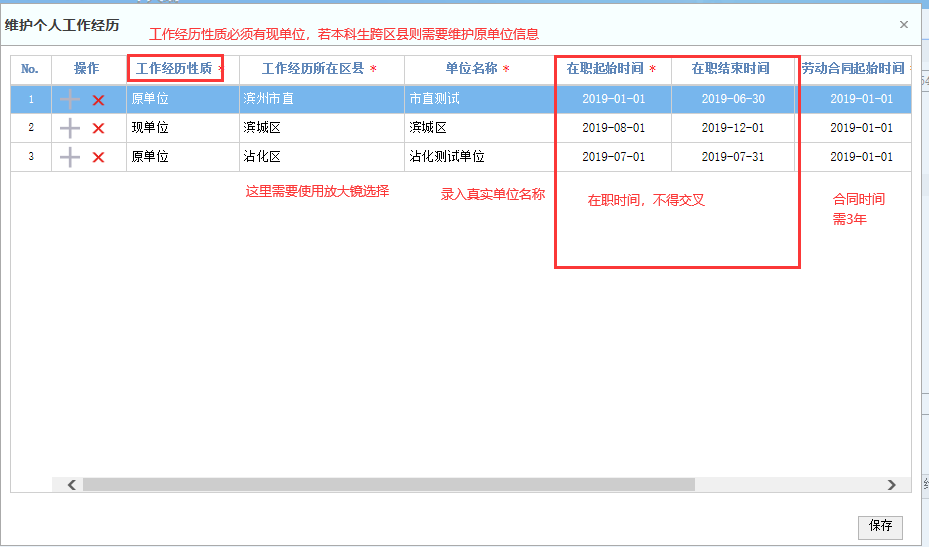 维护个人工作经历
×
工作经历性质必须有现单位，若本科生跨区县则需要维护原单位信息
No. 操作 工作经历性质 * 工作经历所在区县 * 单位名称 * 在职起始时间 * 在职结束时间 劳动合同起始时间
1 原单位 滨州市直 市直测试 2019-01-01 2019-06-30 2019-01-01
2 现单位 滨城区 滨城区 2019-08-01 2019-12-01 2019-01-01
3 原单位 沾化区 沾化测试单位 2019-07-01 2019-07-31 2019-01-01
这里需要使用放大镜选择 录入真实单位名称 在职时间，不得交叉 合同时间
需3年
保存